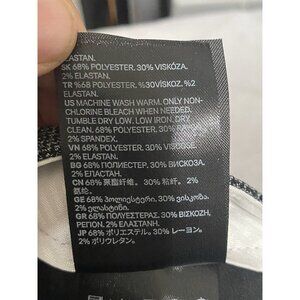 ELASTAN.
SK 68% POLYESTER. 30% VISKÓZA.
2% ELASTAN.
TR %68 POLYESTER. %30VİSKOZ. %2
ELASTAN.
US MACHINE WASH WARM. ONLY NON-
CHLORINE BLEACH WHEN NEEDED.
TUMBLE DRY LOW. LOW IRON. DRY
CLEAN. 68% POLYESTER. 30% RAYON.
2% SPANDEX.
VN 68% POLYESTER. 30% VISCOSE.
2% ELASTANE.
BG 68% ПОЛИЕСТЕР. 30% ВИСКОЗА.
2% ЕЛАСТАН.
CN 68% 聚酯纤维. 30% 粘纤. 2%
氨纶.
GE 68% პოლიესტერი. 30% ვისკოზა.
2% ელასტინი.
GR 68% ΠΟΛΥΕΣΤΕΡΑΣ. 30% ΒΙΣΚΟΖΗ,
ΡΕΓΙΟΝ. 2% ΕΛΑΣΤΑΝΗ.
JP 68% ポリエステル. 30% レーヨン.
2% ポリウレタン.